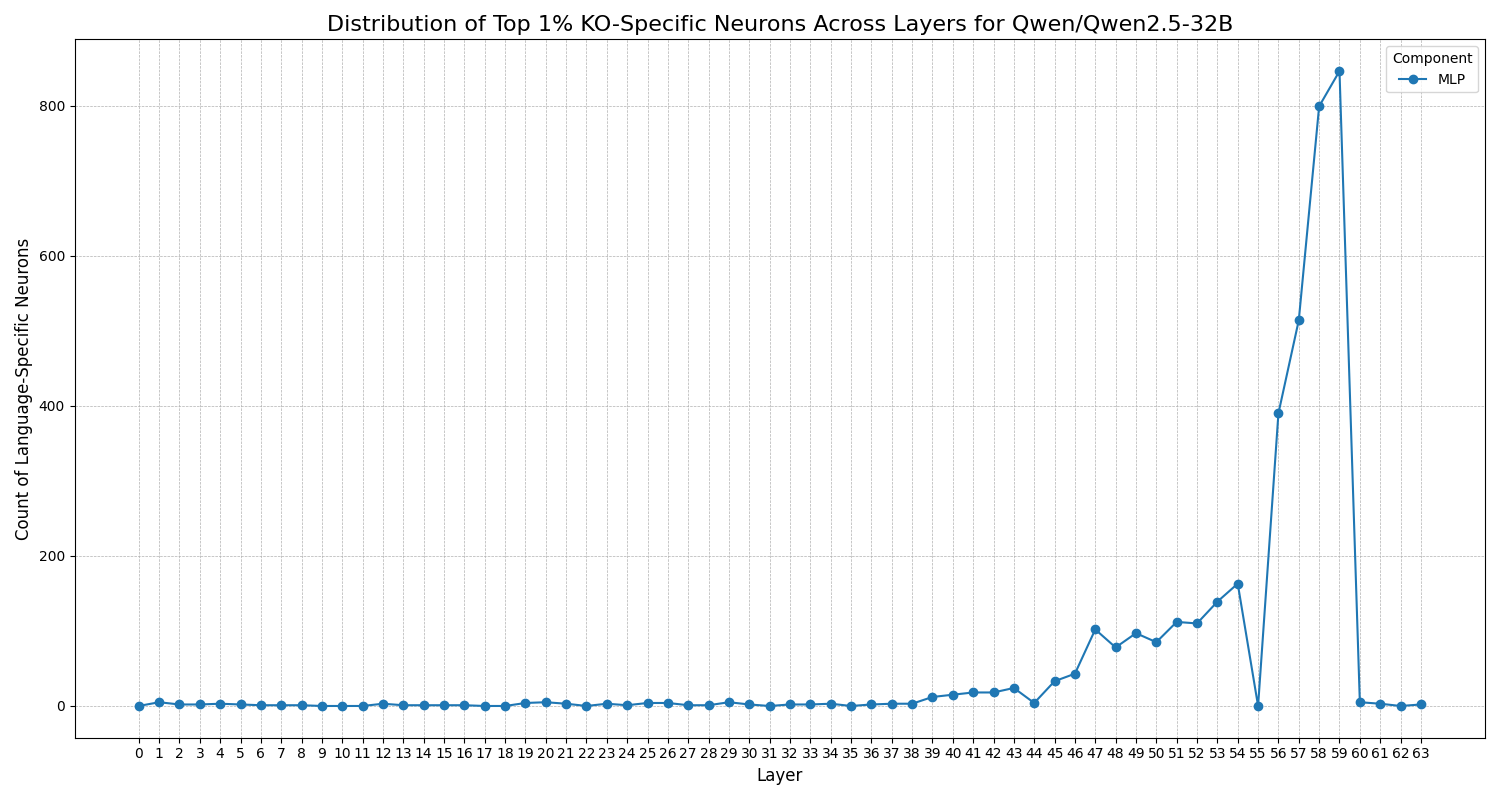 Distribution of Top 1% KO-Specific Neurons Across Layers for Qwen/Qwen2.5-32B
Component
MLP
Count of Language-Specific Neurons
800
600
400
200
0
0 1 2 3 4 5 6 7 8 9 10 11 12 13 14 15 16 17 18 19 20 21 22 23 24 25 26 27 28 29 30 31 32 33 34 35 36 37 38 39 40 41 42 43 44 45 46 47 48 49 50 51 52 53 54 55 56 57 58 59 60 61 62 63
Layer